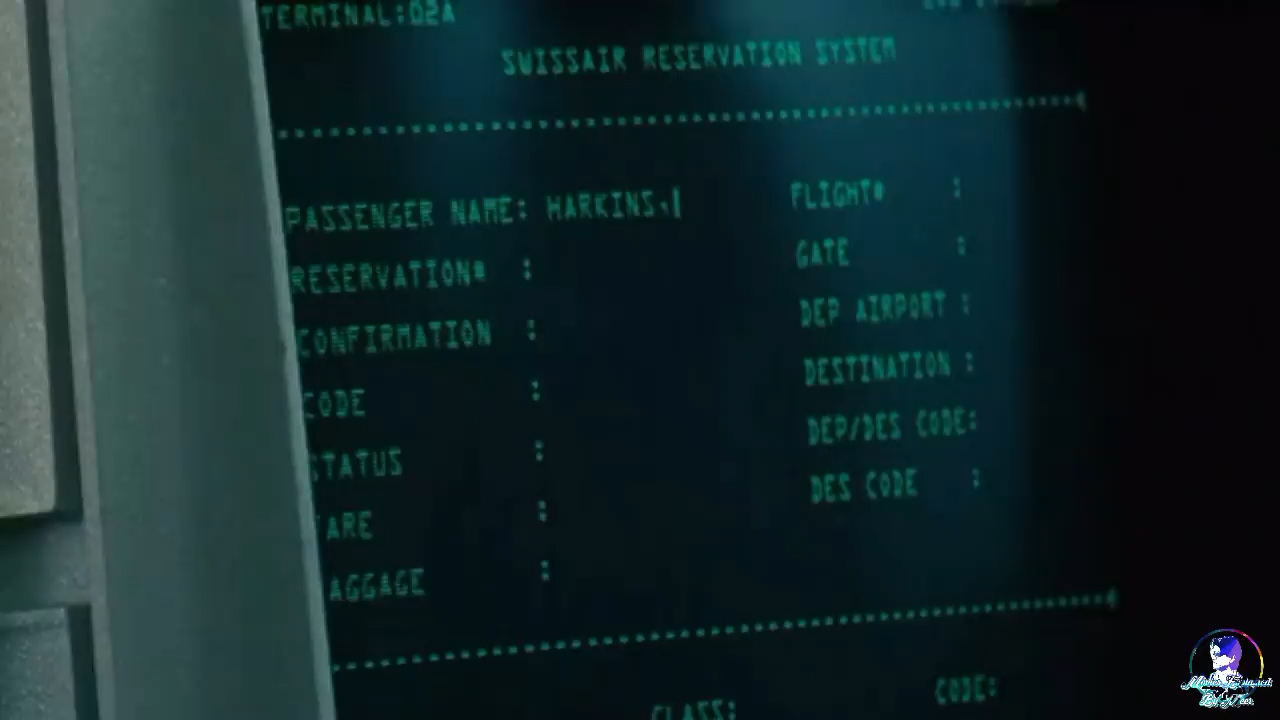 TERMINAL:02A
SWISSAIR RESERVATION SYSTEM
PASSENGER NAME: HARKINS,
FLIGHT# :
RESERVATION# :
GATE :
CONFIRMATION :
DEP AIRPORT :
CODE :
DESTINATION :
STATUS :
DEP/DES CODE:
ARE :
DES CODE :
AGGAGE :
CLASS:
CODE: